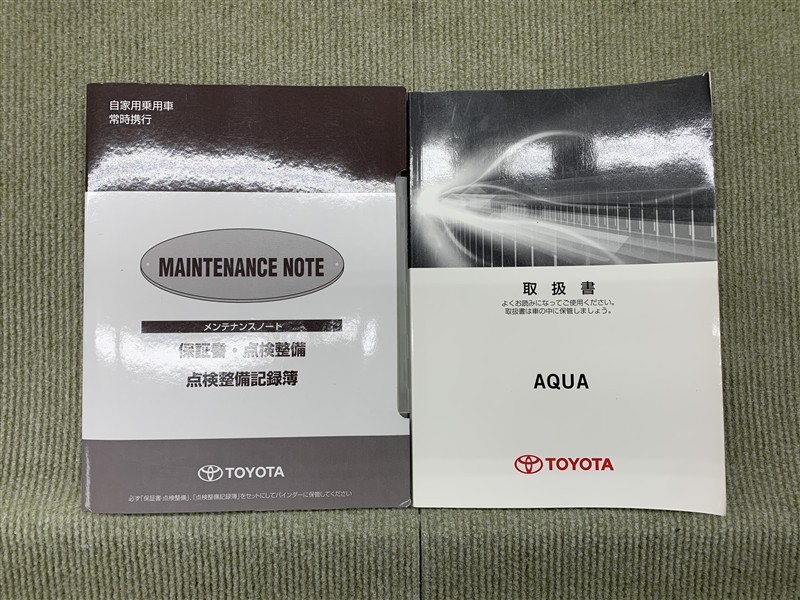 自家用乗用車
常時携行
MAINTENANCE NOTE
メンテナンスノート
保証書・点検整備
点検整備記録簿
TOYOTA
必ず「保証書・点検整備」、「点検整備記録簿」をセットにしてバインダーに保管してください
取扱書
よくお読みになってご使用ください。
取扱書は車の中に保管しましょう。
AQUA
TOYOTA